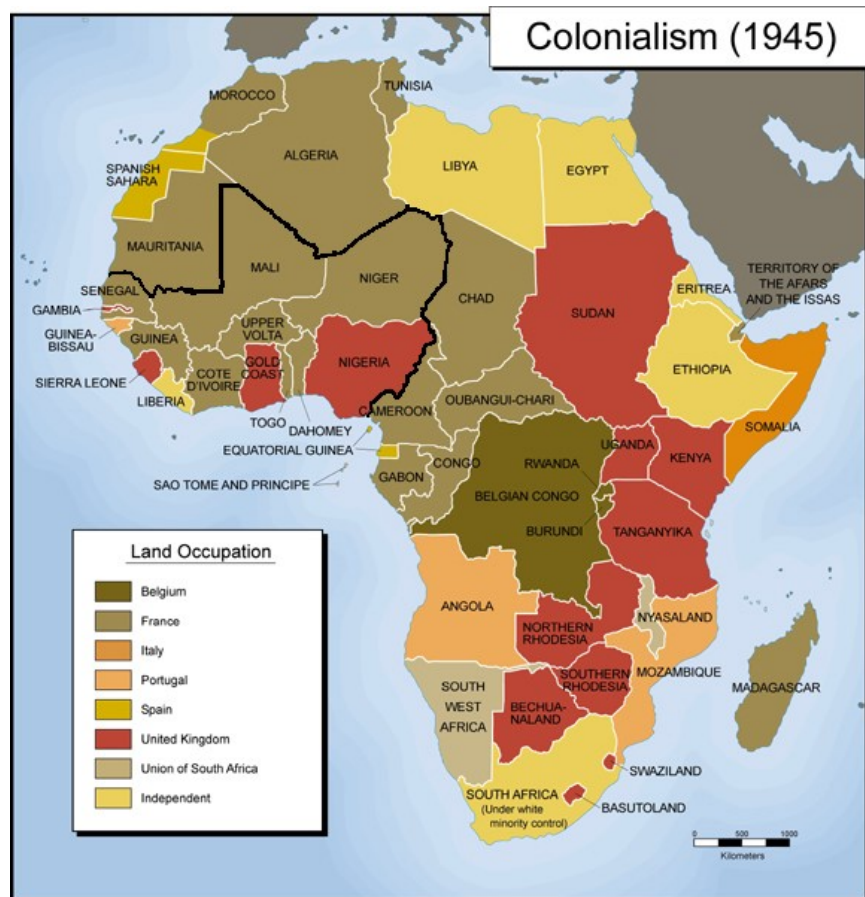 Colonialism (1945)
TUNISIA
MOROCCO
ALGERIA
LIBYA
EGYPT
SPANISH
SAHARA
MAURITANIA
MALI
NIGER
CHAD
SUDAN
ERITREA
TERRITORY OF
THE AFARS
AND THE ISSAS
SENEGAL
GAMBIA
GUINEA-
BISSAU
GUINEA
UPPER
VOLTA
NIGERIA
SIERRA LEONE
COTE
D'IVOIRE
GOLD
COAST
LIBERIA
TOGO
DAHOMEY
CAMEROON
OUBANGUI-CHARI
ETHIOPIA
SOMALIA
EQUATORIAL GUINEA
SAO TOME AND PRINCIPE
GABON
CONGO
RWANDA
BELGIAN CONGO
BURUNDI
UGANDA
KENYA
TANGANYIKA
ANGOLA
NORTHERN
RHODESIA
NYASALAND
SOUTHERN
RHODESIA
MOZAMBIQUE
MADAGASCAR
SOUTH
WEST
AFRICA
BECHUA-
NALAND
SWAZILAND
SOUTH AFRICA
(Under white
minority control)
BASUTOLAND
Land Occupation
Belgium
France
Italy
Portugal
Spain
United Kingdom
Union of South Africa
Independent
0 500 1000
Kilometers